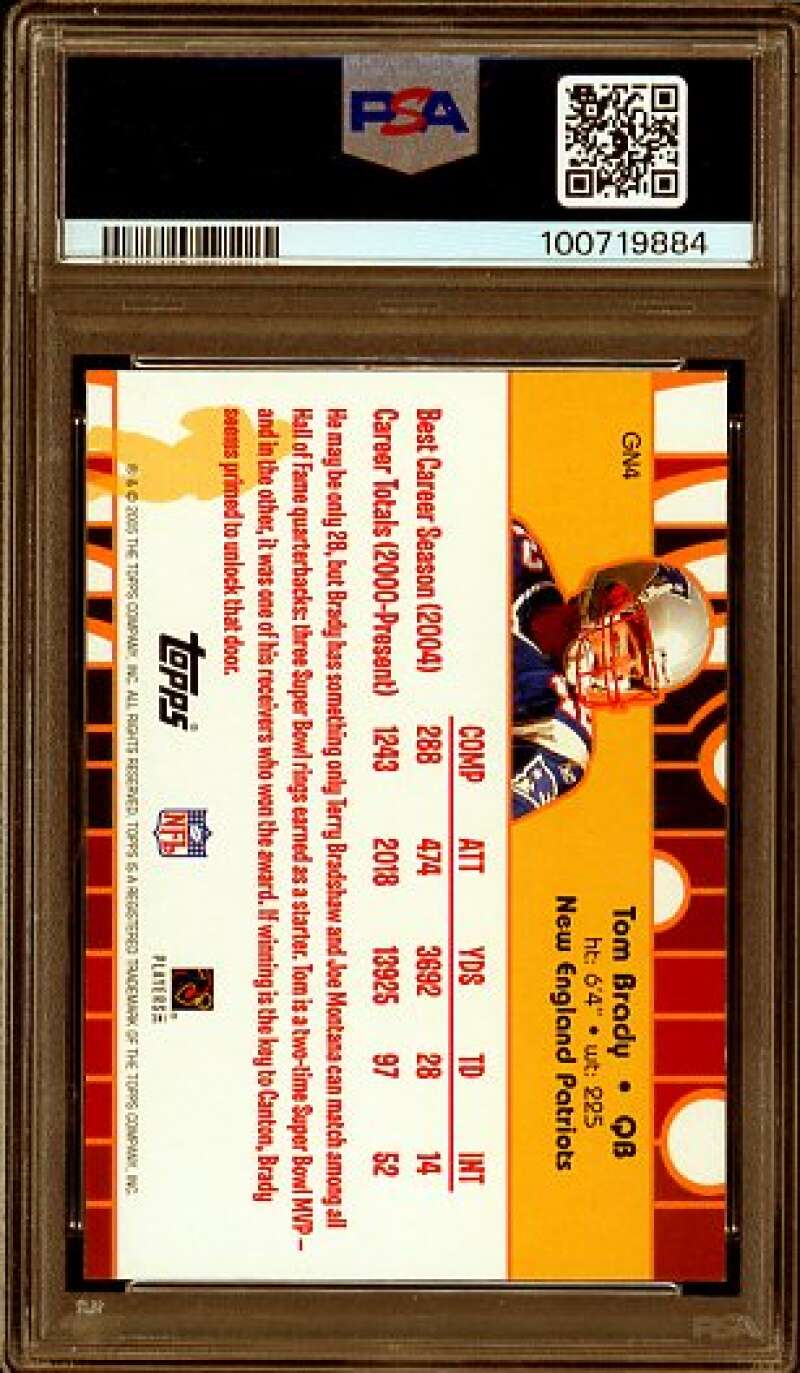 PSA
100719884
GN4
Tom Brady • QB
ht: 6'4" • wt: 225
New England Patriots
COMP ATT YDS TD INT
Best Career Season (2004) 288 474 3692 28 14
Career Totals (2000-Present) 1243 2018 13925 97 52
He may be only 28, but Brady has something only Terry Bradshaw and Joe Montana can match among all
Hall of Fame quarterbacks: three Super Bowl rings earned as a starter. Tom is a two-time Super Bowl MVP –
and in the other, it was one of his receivers who won the award. If winning is the key to Canton, Brady
seems primed to unlock that door.
topps
NFL
PLAYERS
® & © 2005 THE TOPPS COMPANY, INC. ALL RIGHTS RESERVED. TOPPS IS A REGISTERED TRADEMARK OF THE TOPPS COMPANY, INC.
PSA